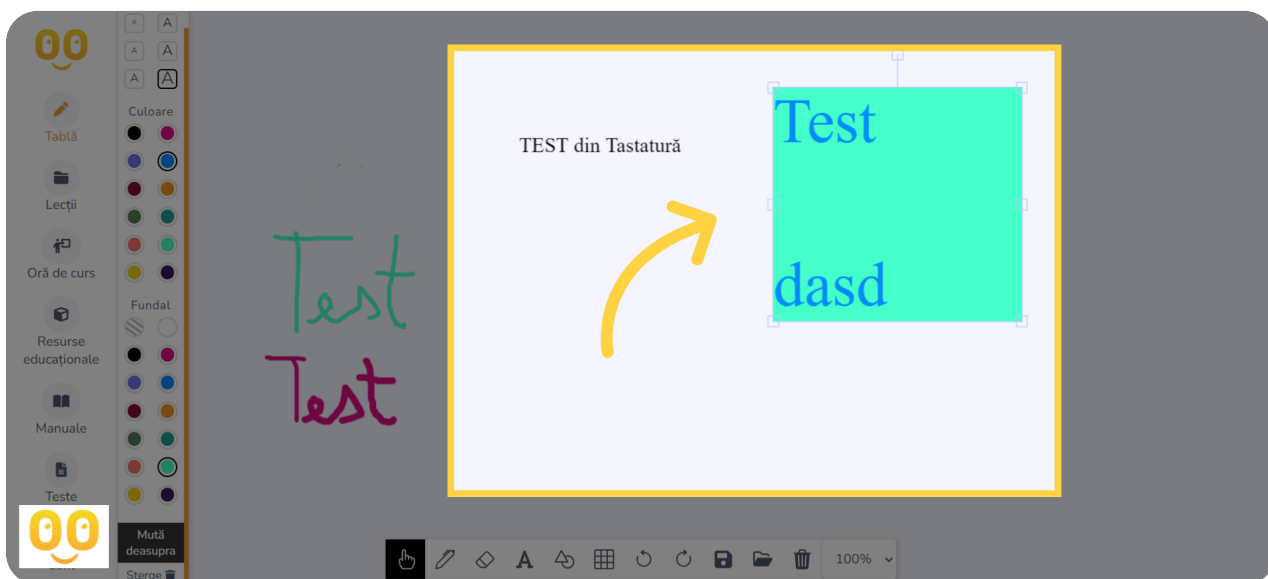 A A
A A
A A
Culoare
Fundal
Mută
deasupra
Șterge
Tablă
Lecții
Oră de curs
Resurse
educaționale
Manuale
Teste
Test
Test
TEST din Tastatură
Test
dasd
A
100%